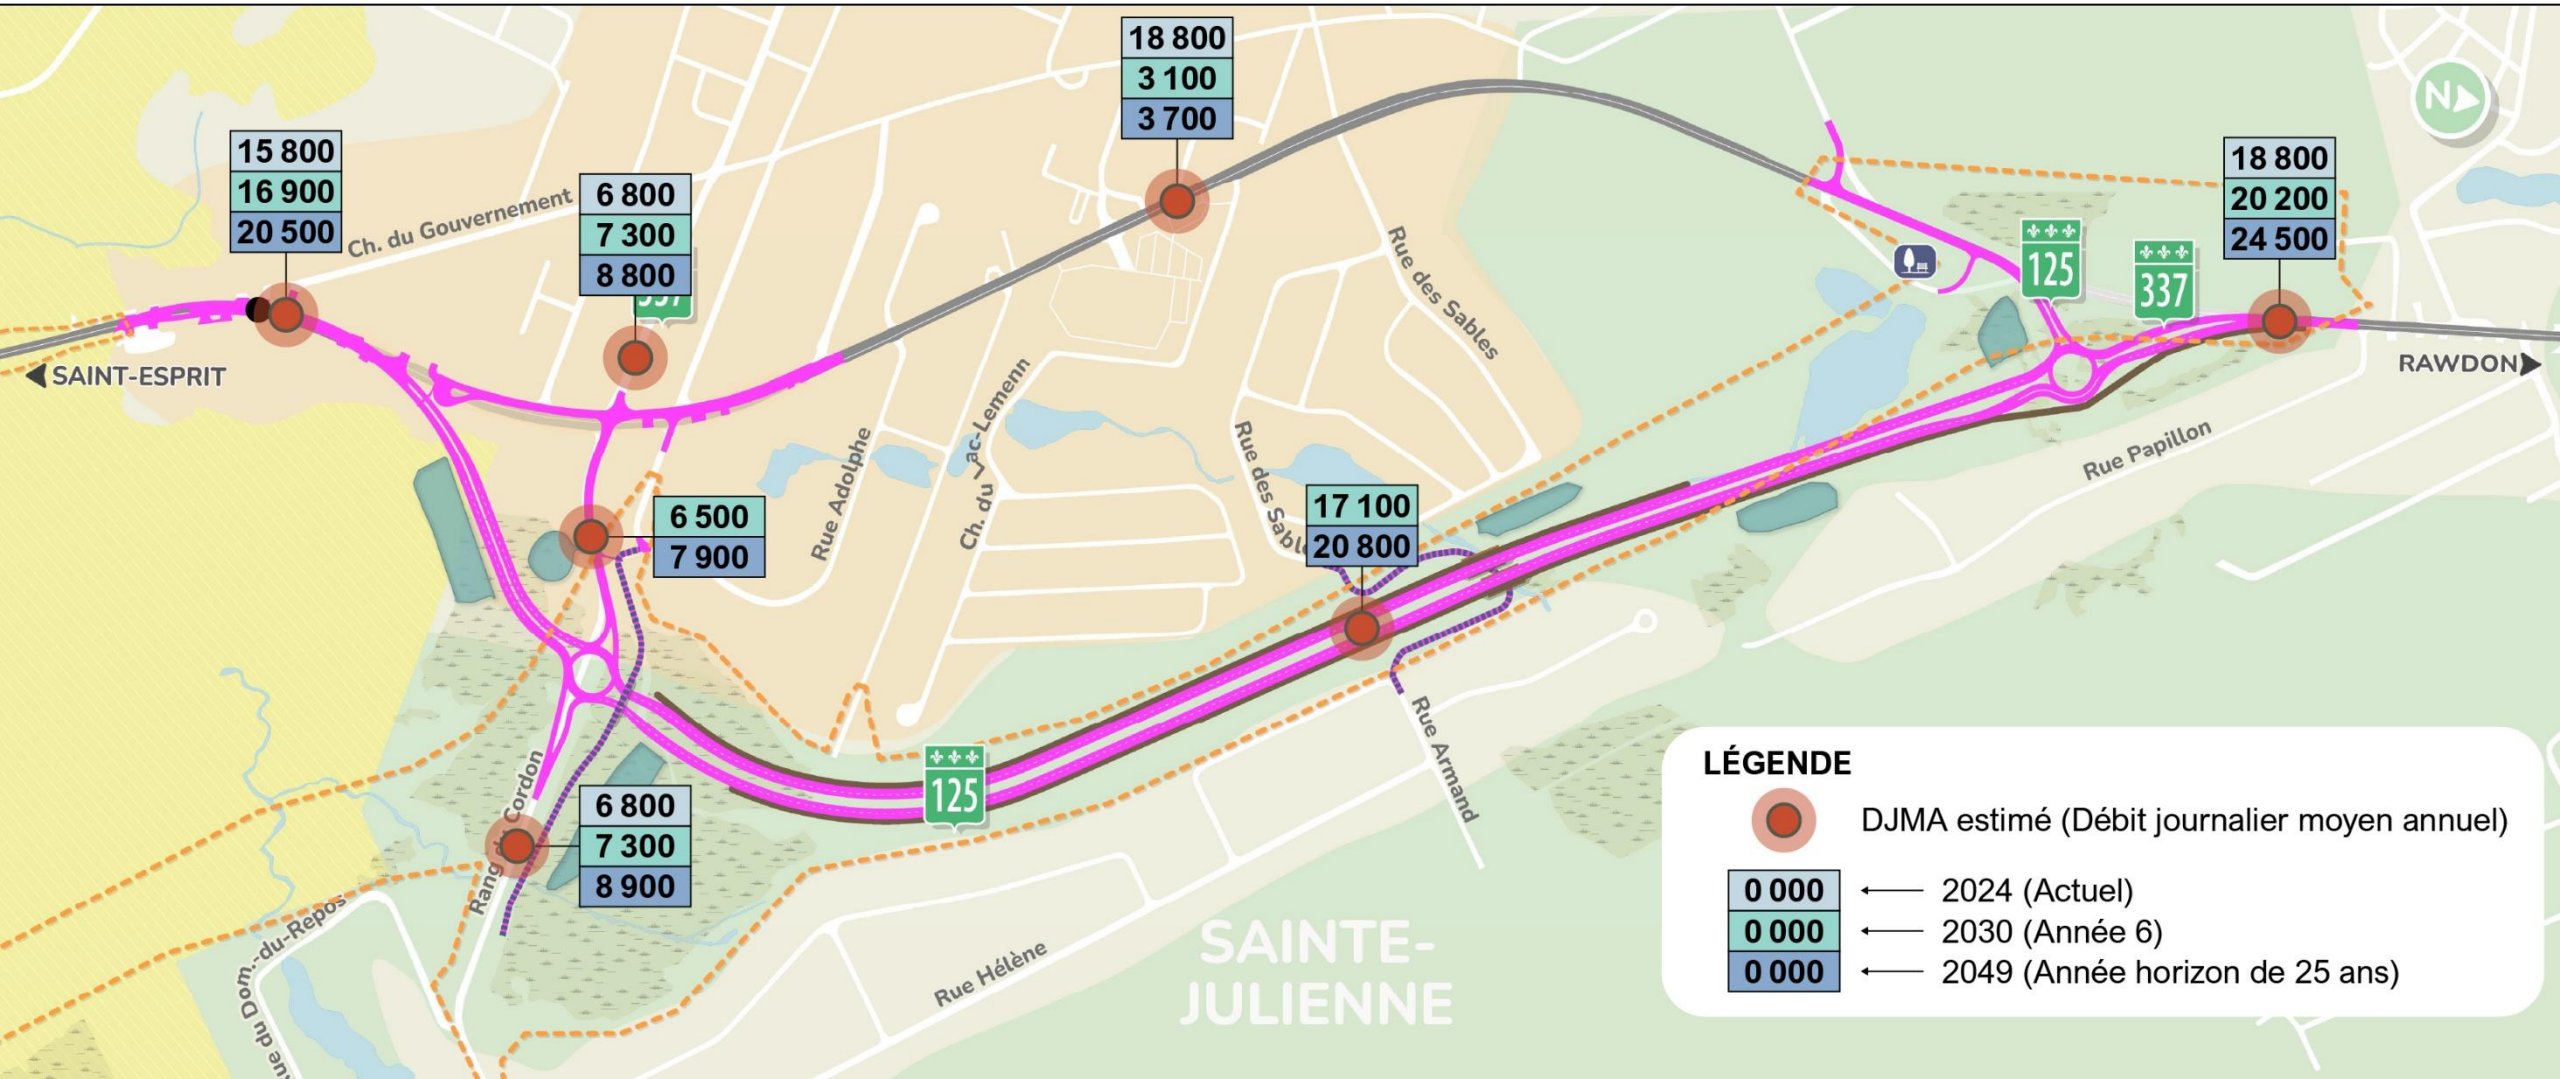 18 800
3 100
3 700
15 800
16 900
20 500
Ch. du Gouvernement
6 800
7 300
8 800
337
18 800
20 200
24 500
N
125
337
SAINT-ESPRIT
RAWDON
Rue des Sables
Rue Adolphe
Ch. du Lac-Lemenn
Rue des Sables
Rue Papillon
6 500
7 900
17 100
20 800
125
Rue Armand
Rang du Cordon
6 800
7 300
8 900
Rue Hélène
SAINTE-
JULIENNE
LÉGENDE
DJMA estimé (Débit journalier moyen annuel)
0 000
2024 (Actuel)
0 000
2030 (Année 6)
0 000
2049 (Année horizon de 25 ans)
ue du Dom.-du-Repos